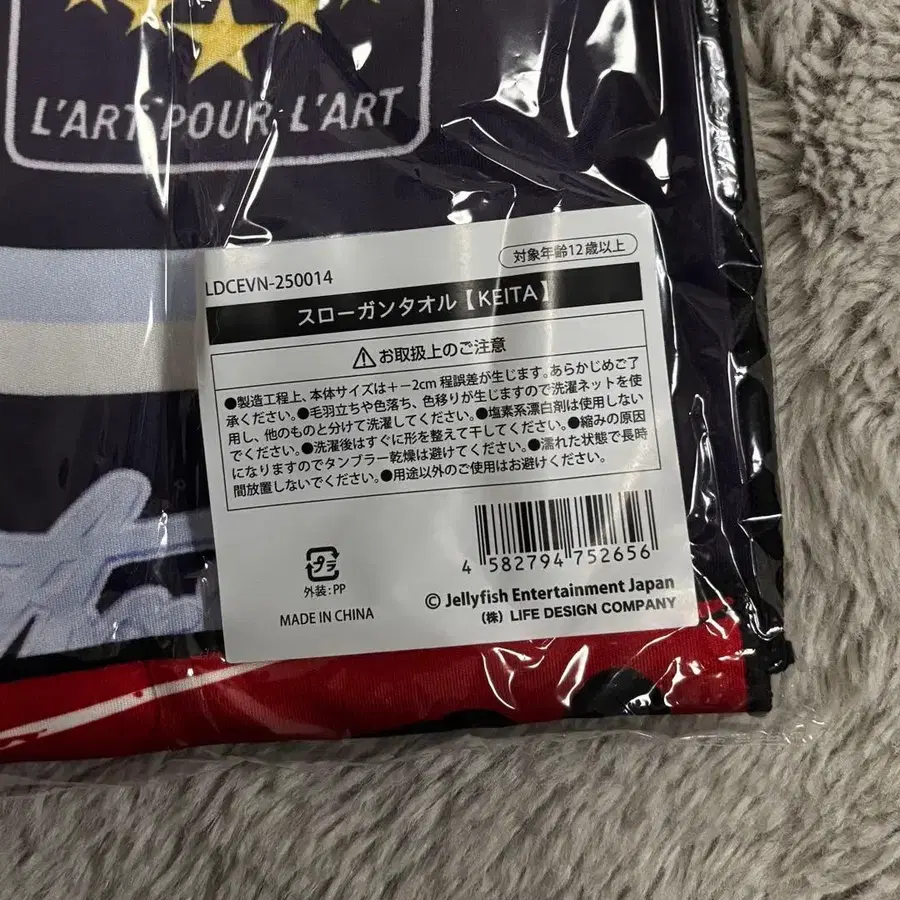 L'ART POUR L'ART
対象年齢12歳以上
LDCEVN-250014
スローガンタオル【KEITA】
⚠お取扱上のご注意
●製造工程上、本体サイズは＋－2cm 程誤差が生じます。あらかじめご了
承ください。●毛羽立ちや色落ち、色移りが生じますので洗濯ネットを使
用し、他のものと分けて洗濯してください。●塩素系漂白剤は使用しない
でください。●洗濯後はすぐに形を整えて干してください。●縮みの原因
になりますのでタンブラー乾燥は避けてください。●濡れた状態で長時
間放置しないでください。●用途以外のご使用はお避けください。
プラ
外装：PP
MADE IN CHINA
4 582794 752656
© Jellyfish Entertainment Japan
(株) LIFE DESIGN COMPANY